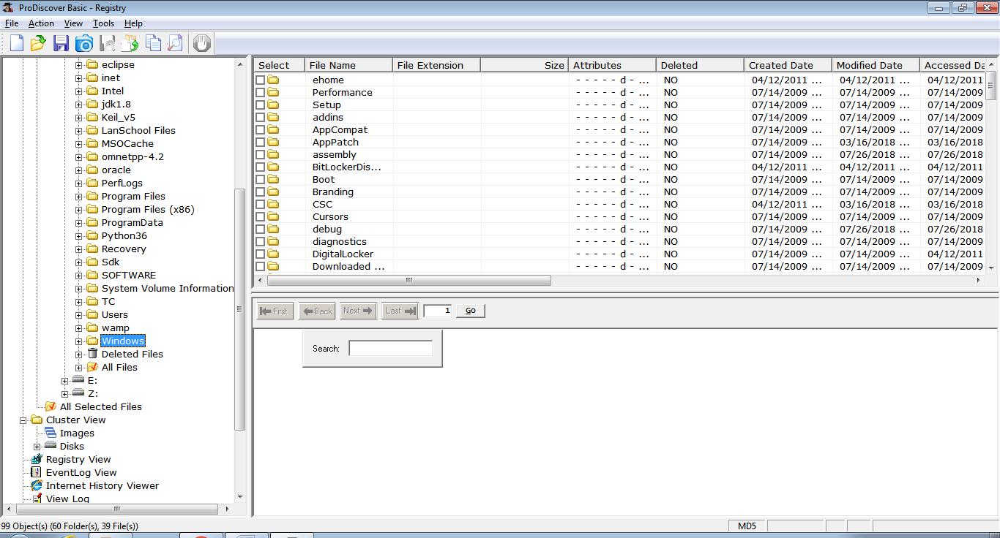 ProDiscover Basic - Registry
File Action View Tools Help
eclipse
inet
Intel
jdk1.8
Keil_v5
LanSchool Files
MSOCache
omnetpp-4.2
oracle
PerfLogs
Program Files
Program Files (x86)
ProgramData
Python36
Recovery
Sdk
SOFTWARE
System Volume Information
TC
Users
wamp
Windows
Deleted Files
All Files
E:
Z:
All Selected Files
Cluster View
Images
Disks
Registry View
EventLog View
Internet History Viewer
View Log
Select File Name File Extension Size Attributes Deleted Created Date Modified Date Accessed Da
ehome - - - - - d - ... NO 04/12/2011 ... 04/12/2011 ... 04/12/2011
Performance - - - - - d - ... NO 07/14/2009 ... 07/14/2009 ... 07/14/2009
Setup - - - - - d - ... NO 07/14/2009 ... 07/14/2009 ... 07/14/2009
addins - - - - - d - ... NO 07/14/2009 ... 07/14/2009 ... 07/14/2009
AppCompat - - - - - d - ... NO 07/14/2009 ... 07/14/2009 ... 07/14/2009
AppPatch - - - - - d - ... NO 07/14/2009 ... 03/16/2018 ... 03/16/2018
assembly - - - - - d - ... NO 07/14/2009 ... 07/26/2018 ... 07/26/2018
BitLockerDis... - - - - - d - ... NO 04/12/2011 ... 04/12/2011 ... 04/12/2011
Boot - - - - - d - ... NO 07/14/2009 ... 07/14/2009 ... 07/14/2009
Branding - - - - - d - ... NO 07/14/2009 ... 07/14/2009 ... 07/14/2009
CSC - - - - - d - ... NO 04/12/2011 ... 03/16/2018 ... 03/16/2018
Cursors - - - - - d - ... NO 07/14/2009 ... 07/14/2009 ... 07/14/2009
debug - - - - - d - ... NO 07/14/2009 ... 07/26/2018 ... 07/26/2018
diagnostics - - - - - d - ... NO 07/14/2009 ... 07/14/2009 ... 07/14/2009
DigitalLocker - - - - - d - ... NO 07/14/2009 ... 07/14/2009 ... 04/12/2011
Downloaded ... - - - - - d - ... NO 07/14/2009 ... 07/14/2009 ... 07/14/2009
First Back Next Last 1 Go
Search:
99 Object(s) (60 Folder(s), 39 File(s)) MD5